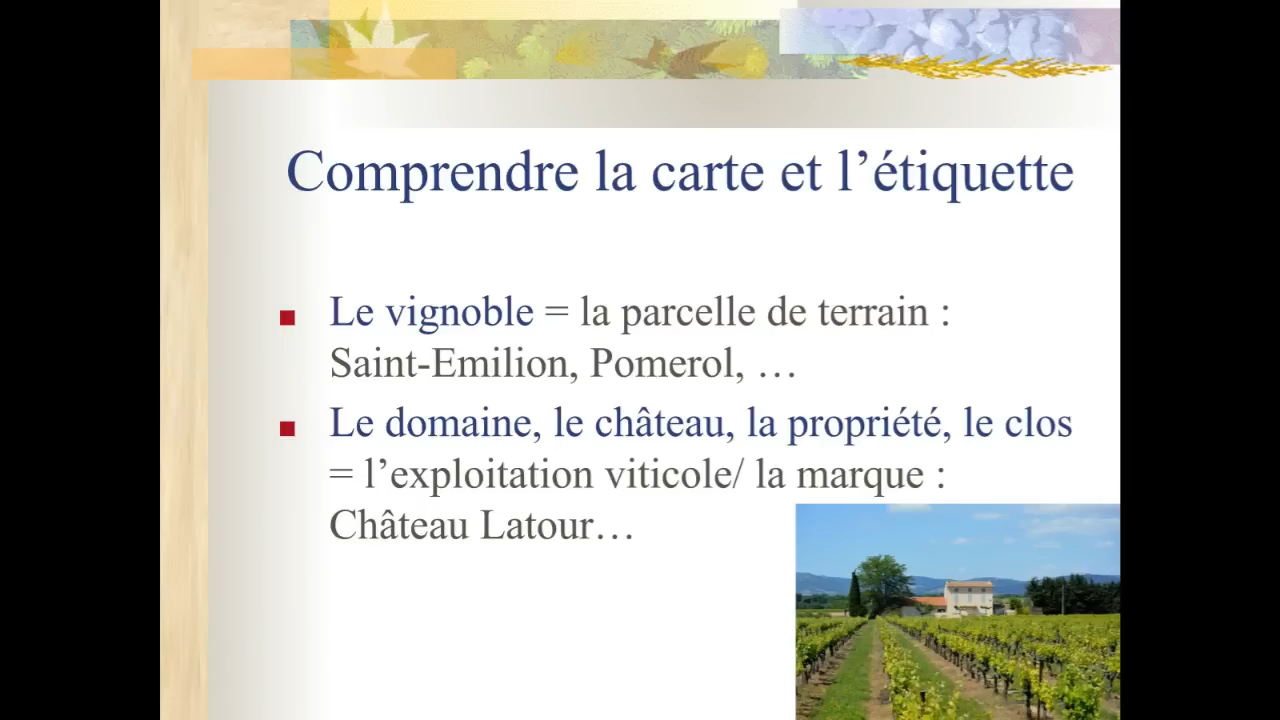 Comprendre la carte et l’étiquette
Le vignoble = la parcelle de terrain :
Saint-Emilion, Pomerol, …
Le domaine, le château, la propriété, le clos
= l’exploitation viticole/ la marque :
Château Latour…